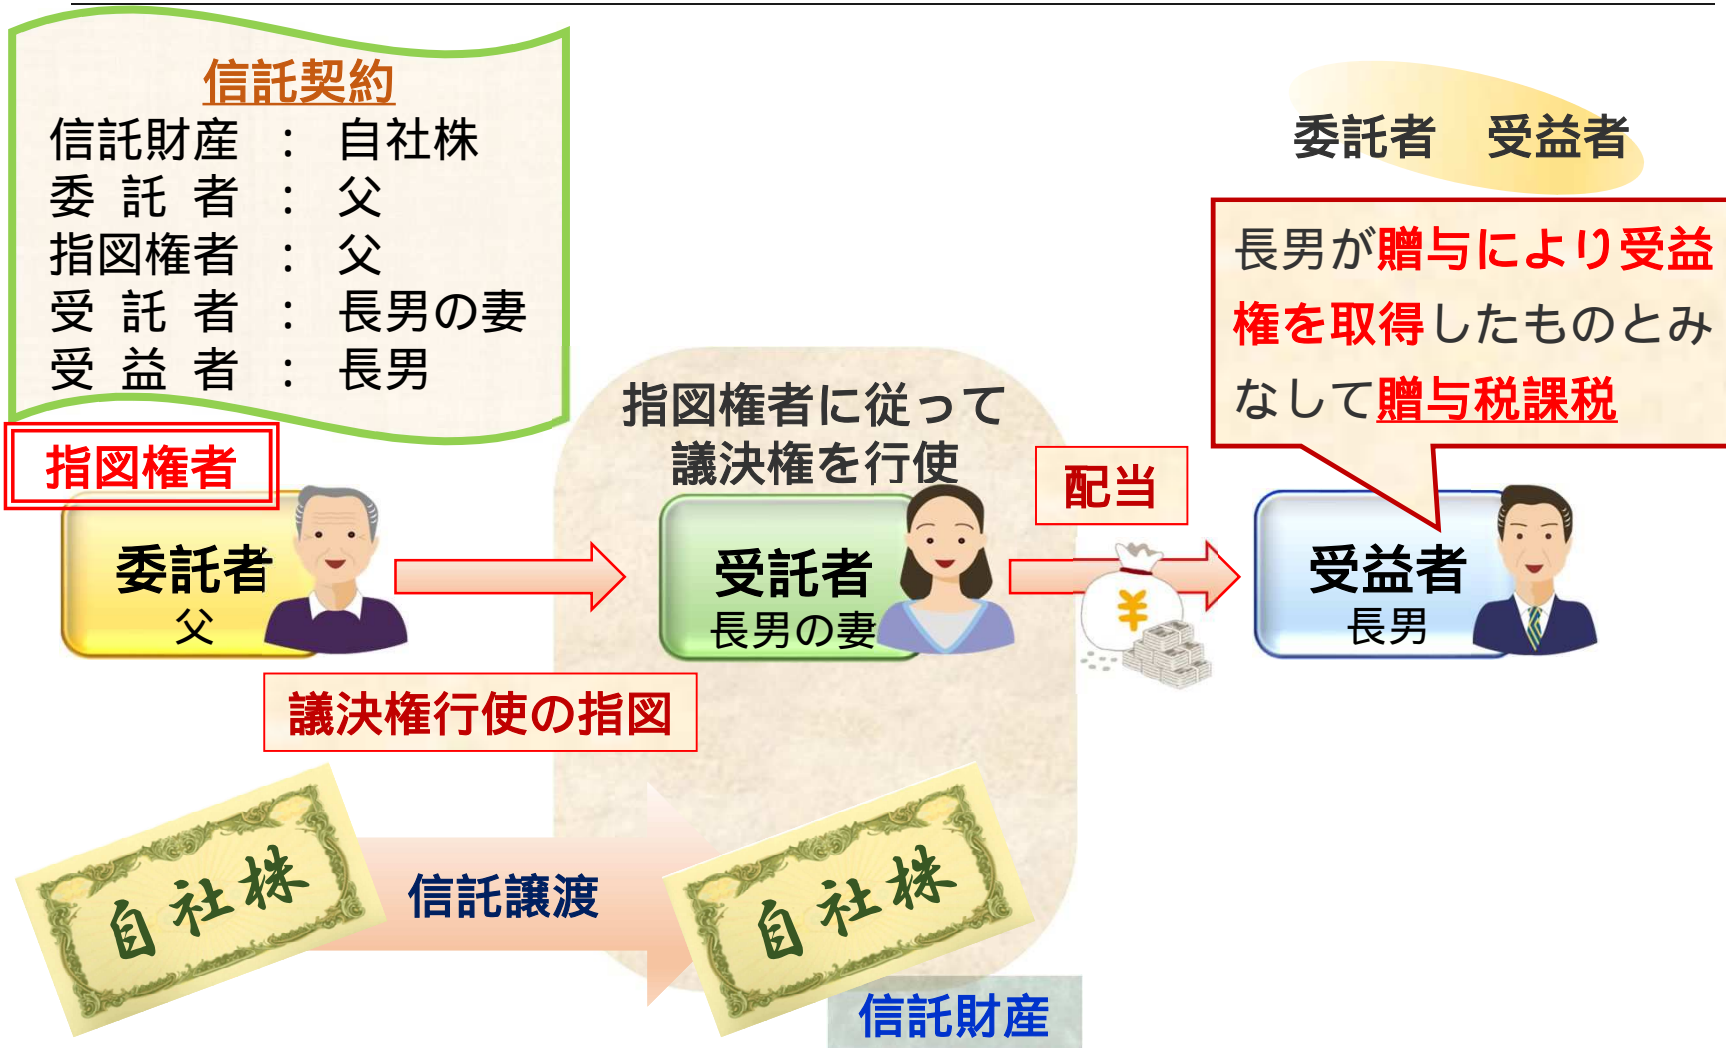 信託契約
信託財産 : 自社株
委託者 : 父
指図権者 : 父
受託者 : 長男の妻
受益者 : 長男
委託者 受益者
長男が贈与により受益
権を取得したものとみ
なして贈与税課税
指図権者に従って
議決権を行使
指図権者
配当
委託者
父
受託者
長男の妻
¥
受益者
長男
議決権行使の指図
自社株
信託譲渡
自社株
信託財産